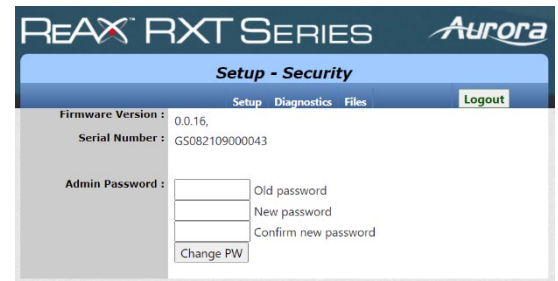 REAX™ RXT SERIES Aurora
Setup - Security
Setup Diagnostics Files Logout
Firmware Version : 0.0.16,
Serial Number : GS082109000043
Admin Password : Old password
New password
Confirm new password
Change PW